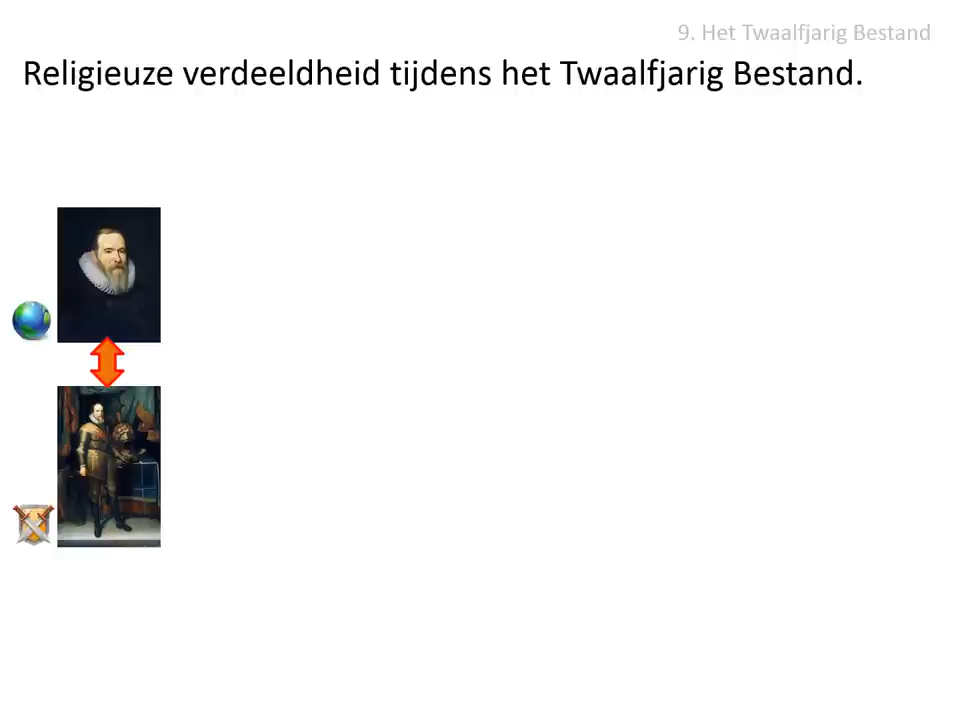 9. Het Twaalfjarig Bestand
Religieuze verdeeldheid tijdens het Twaalfjarig Bestand.